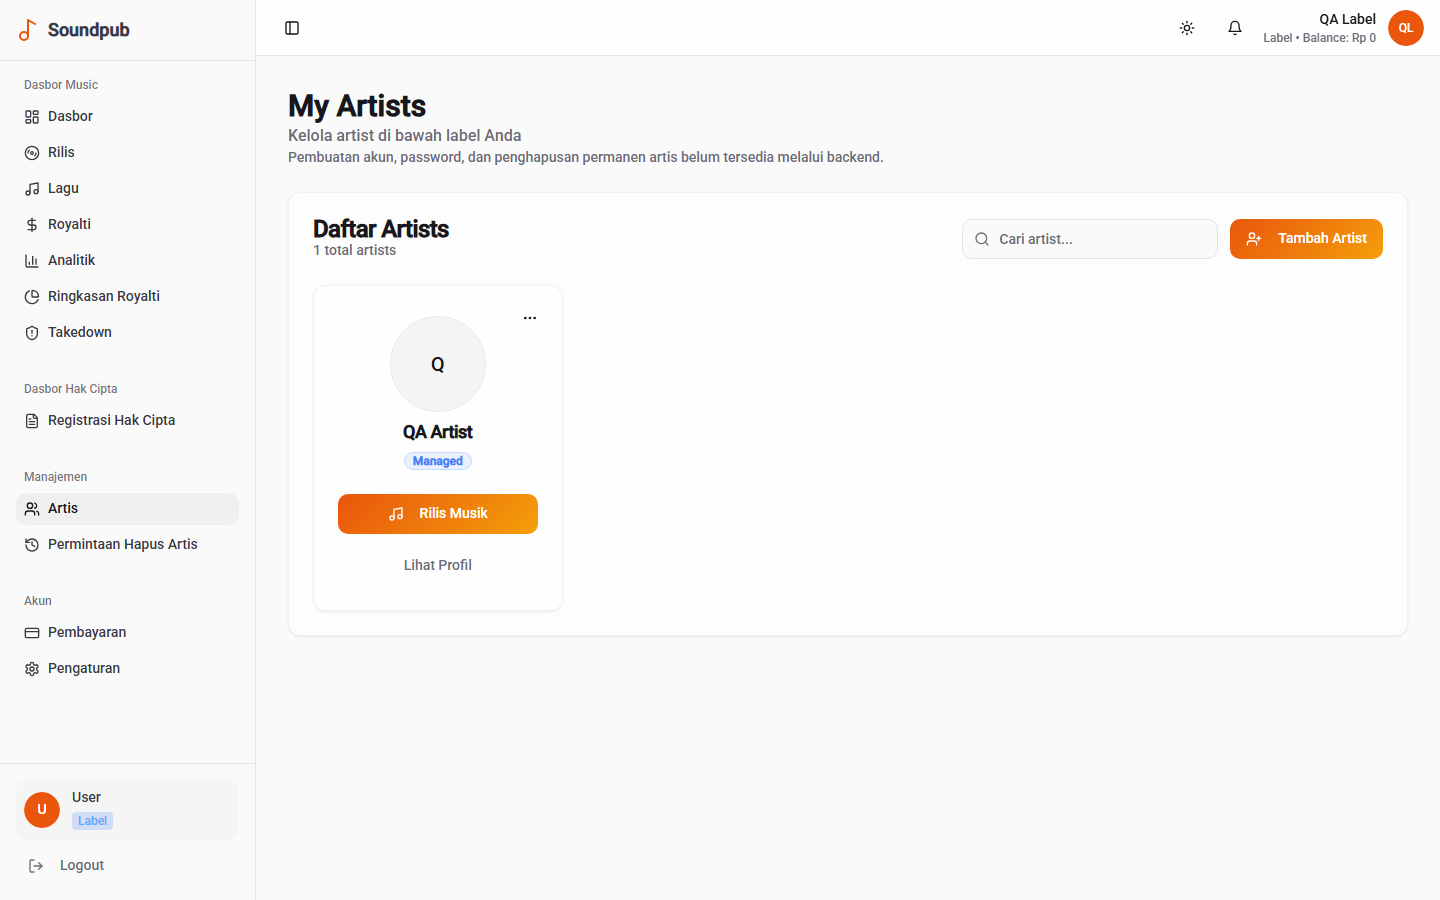 Soundpub
Dasbor Music
Dasbor
Rilis
Lagu
Royalti
Analitik
Ringkasan Royalti
Takedown
Dasbor Hak Cipta
Registrasi Hak Cipta
Manajemen
Artis
Permintaan Hapus Artis
Akun
Pembayaran
Pengaturan
U
User
Label
Logout
QA Label
Label • Balance: Rp 0
QL
My Artists
Kelola artist di bawah label Anda
Pembuatan akun, password, dan penghapusan permanen artis belum tersedia melalui backend.
Daftar Artists
1 total artists
Cari artist...
Tambah Artist
Q
QA Artist
Managed
Rilis Musik
Lihat Profil